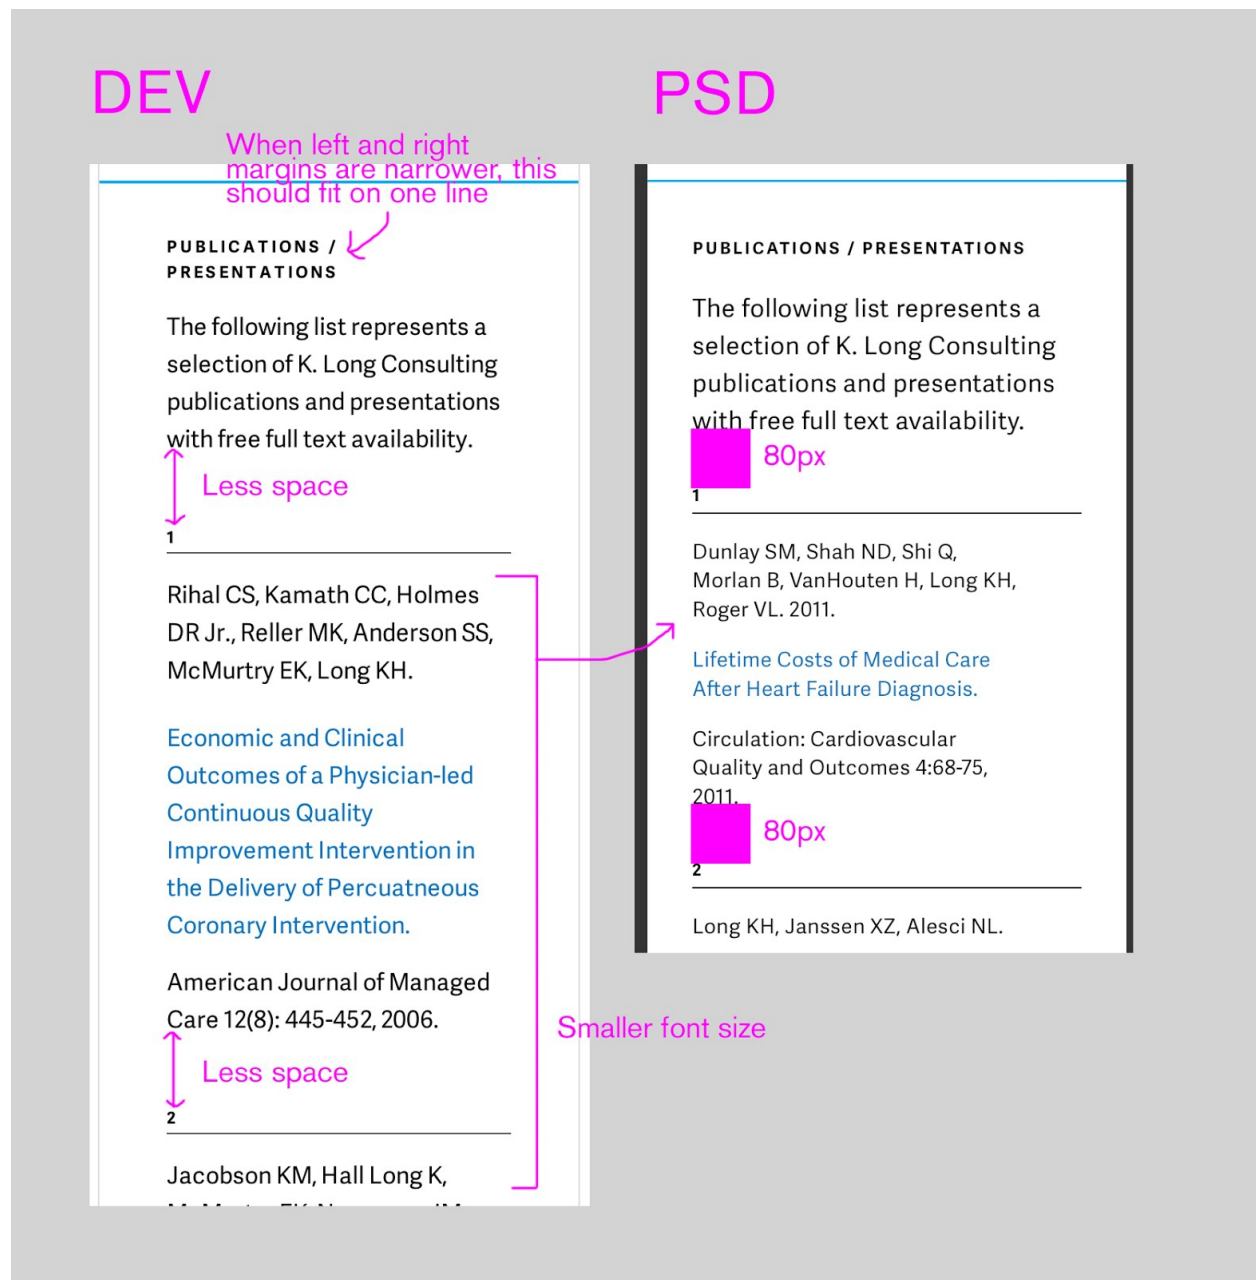 DEV
When left and right
margins are narrower, this
should fit on one line
PUBLICATIONS /
PRESENTATIONS
The following list represents a
selection of K. Long Consulting
publications and presentations
with free full text availability.
Less space
1
Rihal CS, Kamath CC, Holmes
DR Jr., Reller MK, Anderson SS,
McMurtry EK, Long KH.
Economic and Clinical
Outcomes of a Physician-led
Continuous Quality
Improvement Intervention in
the Delivery of Percuatneous
Coronary Intervention.
American Journal of Managed
Care 12(8): 445-452, 2006.
Less space
2
Jacobson KM, Hall Long K,
Smaller font size
PSD
PUBLICATIONS / PRESENTATIONS
The following list represents a
selection of K. Long Consulting
publications and presentations
with free full text availability.
80px
1
Dunlay SM, Shah ND, Shi Q,
Morlan B, VanHouten H, Long KH,
Roger VL. 2011.
Lifetime Costs of Medical Care
After Heart Failure Diagnosis.
Circulation: Cardiovascular
Quality and Outcomes 4:68-75,
2011.
80px
2
Long KH, Janssen XZ, Alesci NL.